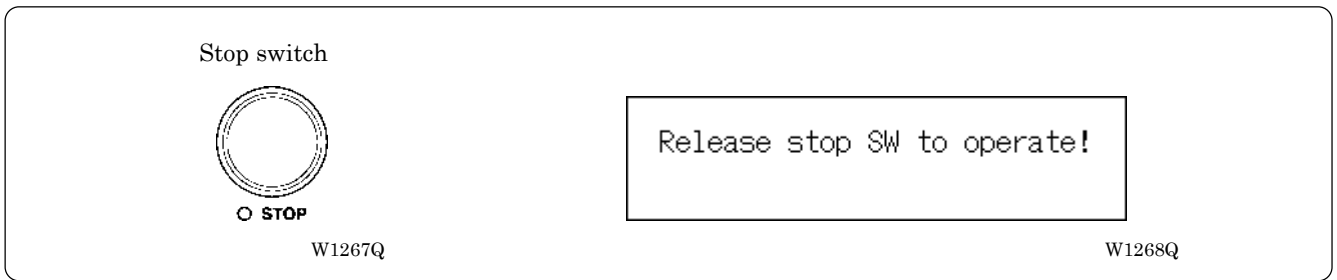 Stop switch
STOP
W1267Q
Release stop SW to operate!
W1268Q